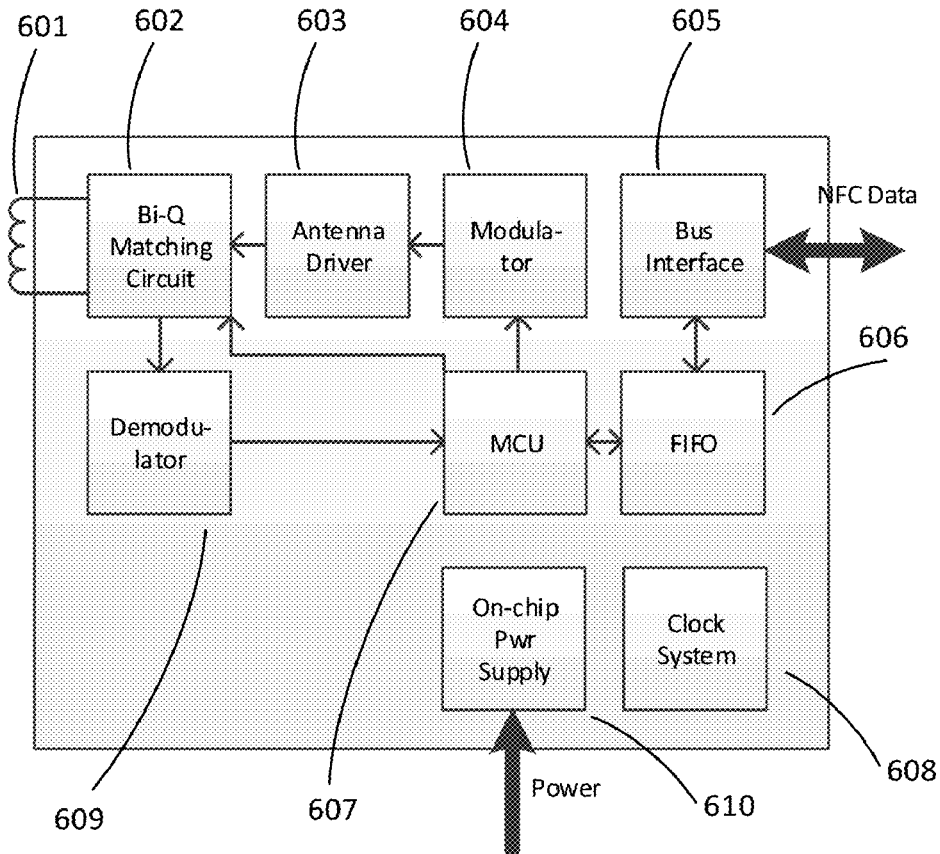 601
602
603
604
605
Bi-Q
Matching
Circuit
Antenna
Driver
Modula-
tor
Bus
Interface
NFC Data
606
Demodu-
lator
MCU
FIFO
On-chip
Pwr
Supply
Clock
System
609
607
Power
610
608